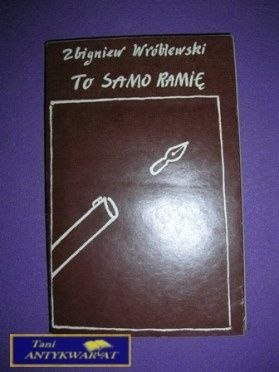 Zbigniew Wróblewski
TO SAMO RAMIĘ
Tani
ANTYKWARIAT